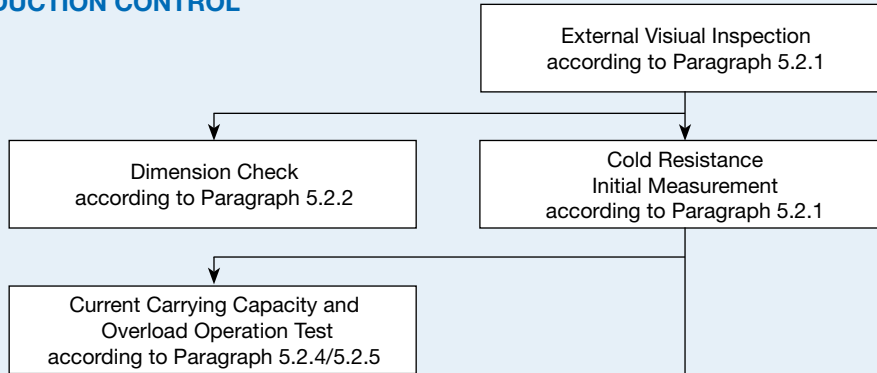 DUCTION CONTROL
External Visiual Inspection
according to Paragraph 5.2.1
Dimension Check
according to Paragraph 5.2.2
Cold Resistance
Initial Measurement
according to Paragraph 5.2.1
Current Carrying Capacity and
Overload Operation Test
according to Paragraph 5.2.4/5.2.5